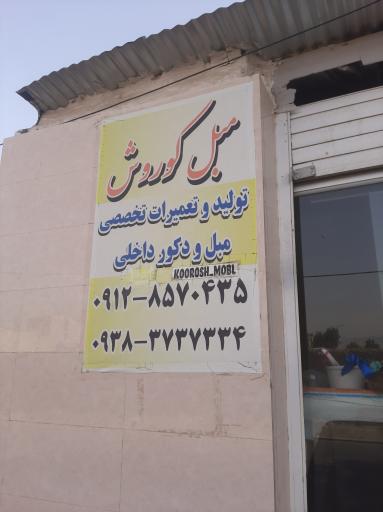 مبل کوروش
تولید و تعمیرات تخصصی
مبل و دکور داخلی
KOOROSH_MOBL
۰۹۱۲-۸۵۷۰۴۳۵
۰۹۳۸-۳۷۳۷۳۳۴